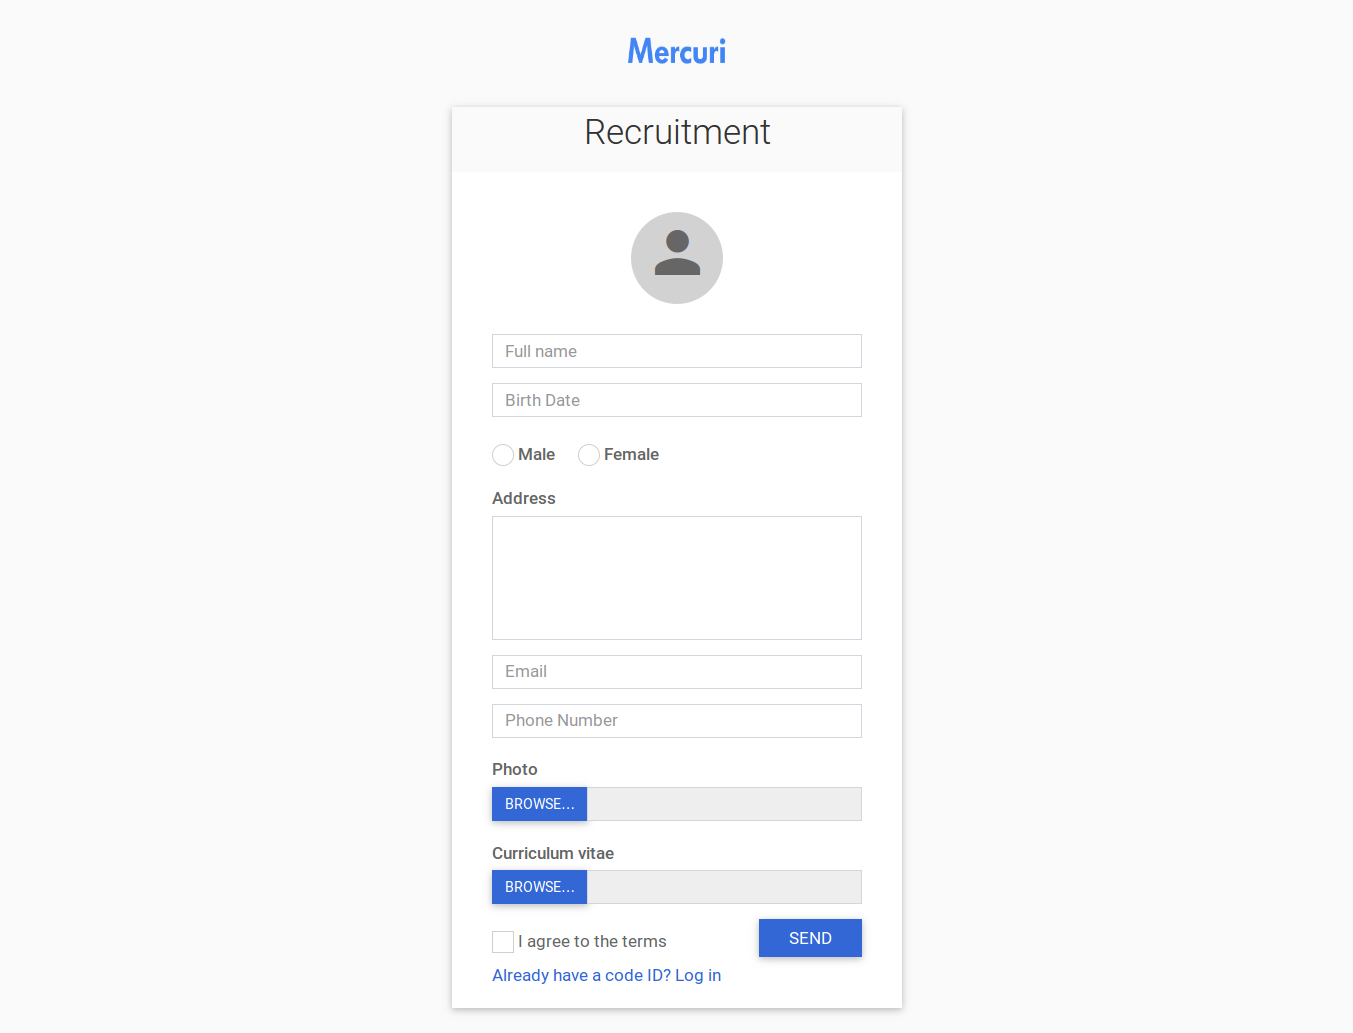 Mercuri
Recruitment
Full name
Birth Date
Male Female
Address
Email
Phone Number
Photo
BROWSE...
Curriculum vitae
BROWSE...
I agree to the terms
SEND
Already have a code ID? Log in